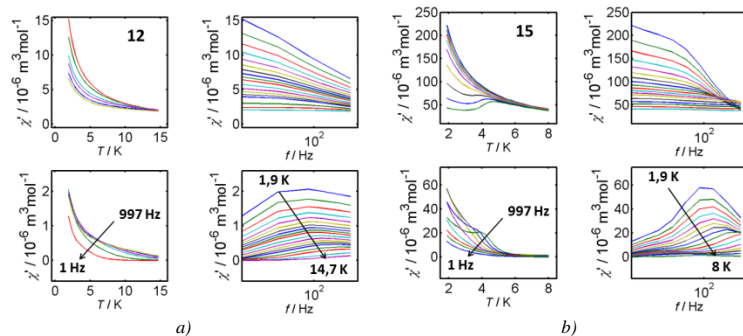 12
χ' / 10⁻⁶ m³mol⁻¹
15
10
5
0
0 5 10 15
T / K
χ' / 10⁻⁶ m³mol⁻¹
15
10
5
0
10²
f / Hz
15
χ' / 10⁻⁶ m³mol⁻¹
250
200
150
100
50
2 4 6 8
T / K
χ' / 10⁻⁶ m³mol⁻¹
250
200
150
100
50
10²
f / Hz
χ' / 10⁻⁶ m³mol⁻¹
2
1
0
997 Hz
1 Hz
0 5 10 15
T / K
χ' / 10⁻⁶ m³mol⁻¹
2
1
0
1,9 K
14,7 K
10²
f / Hz
χ' / 10⁻⁶ m³mol⁻¹
60
40
20
0
997 Hz
1 Hz
2 4 6 8
T / K
χ' / 10⁻⁶ m³mol⁻¹
60
40
20
0
1,9 K
8 K
10²
f / Hz
a)
b)